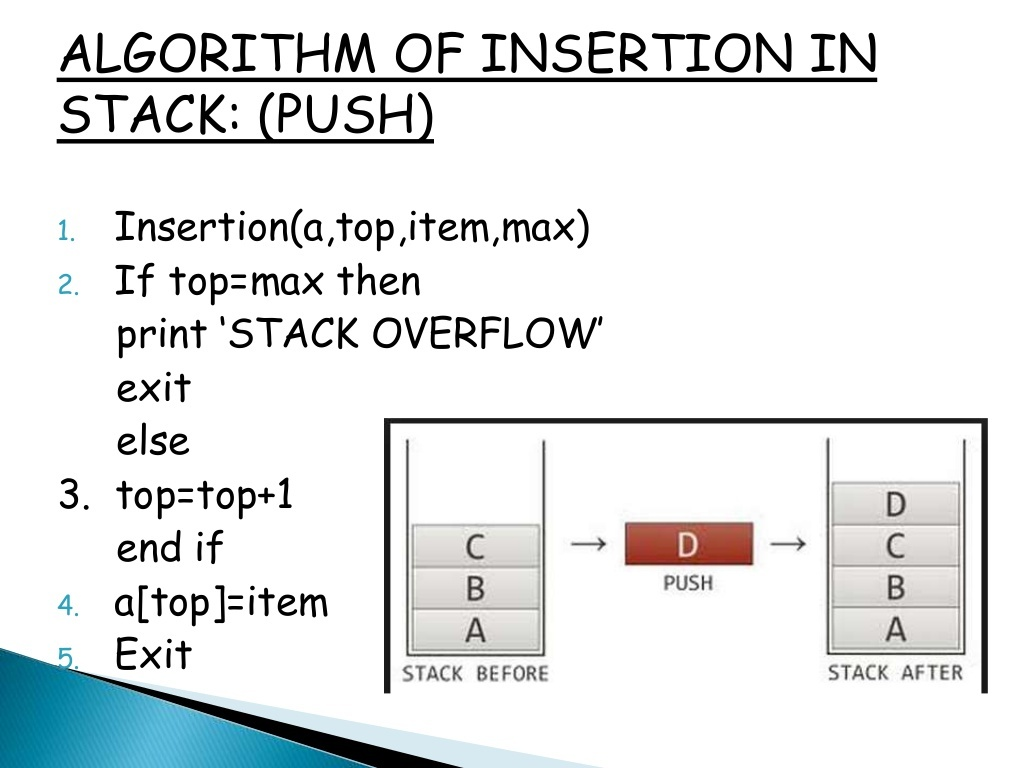 ALGORITHM OF INSERTION IN
STACK: (PUSH)
1. Insertion(a,top,item,max)
2. If top=max then
print ‘STACK OVERFLOW’
exit
else
3. top=top+1
end if
4. a[top]=item
5. Exit
C
B
A
STACK BEFORE
→ D →
PUSH
D
C
B
A
STACK AFTER